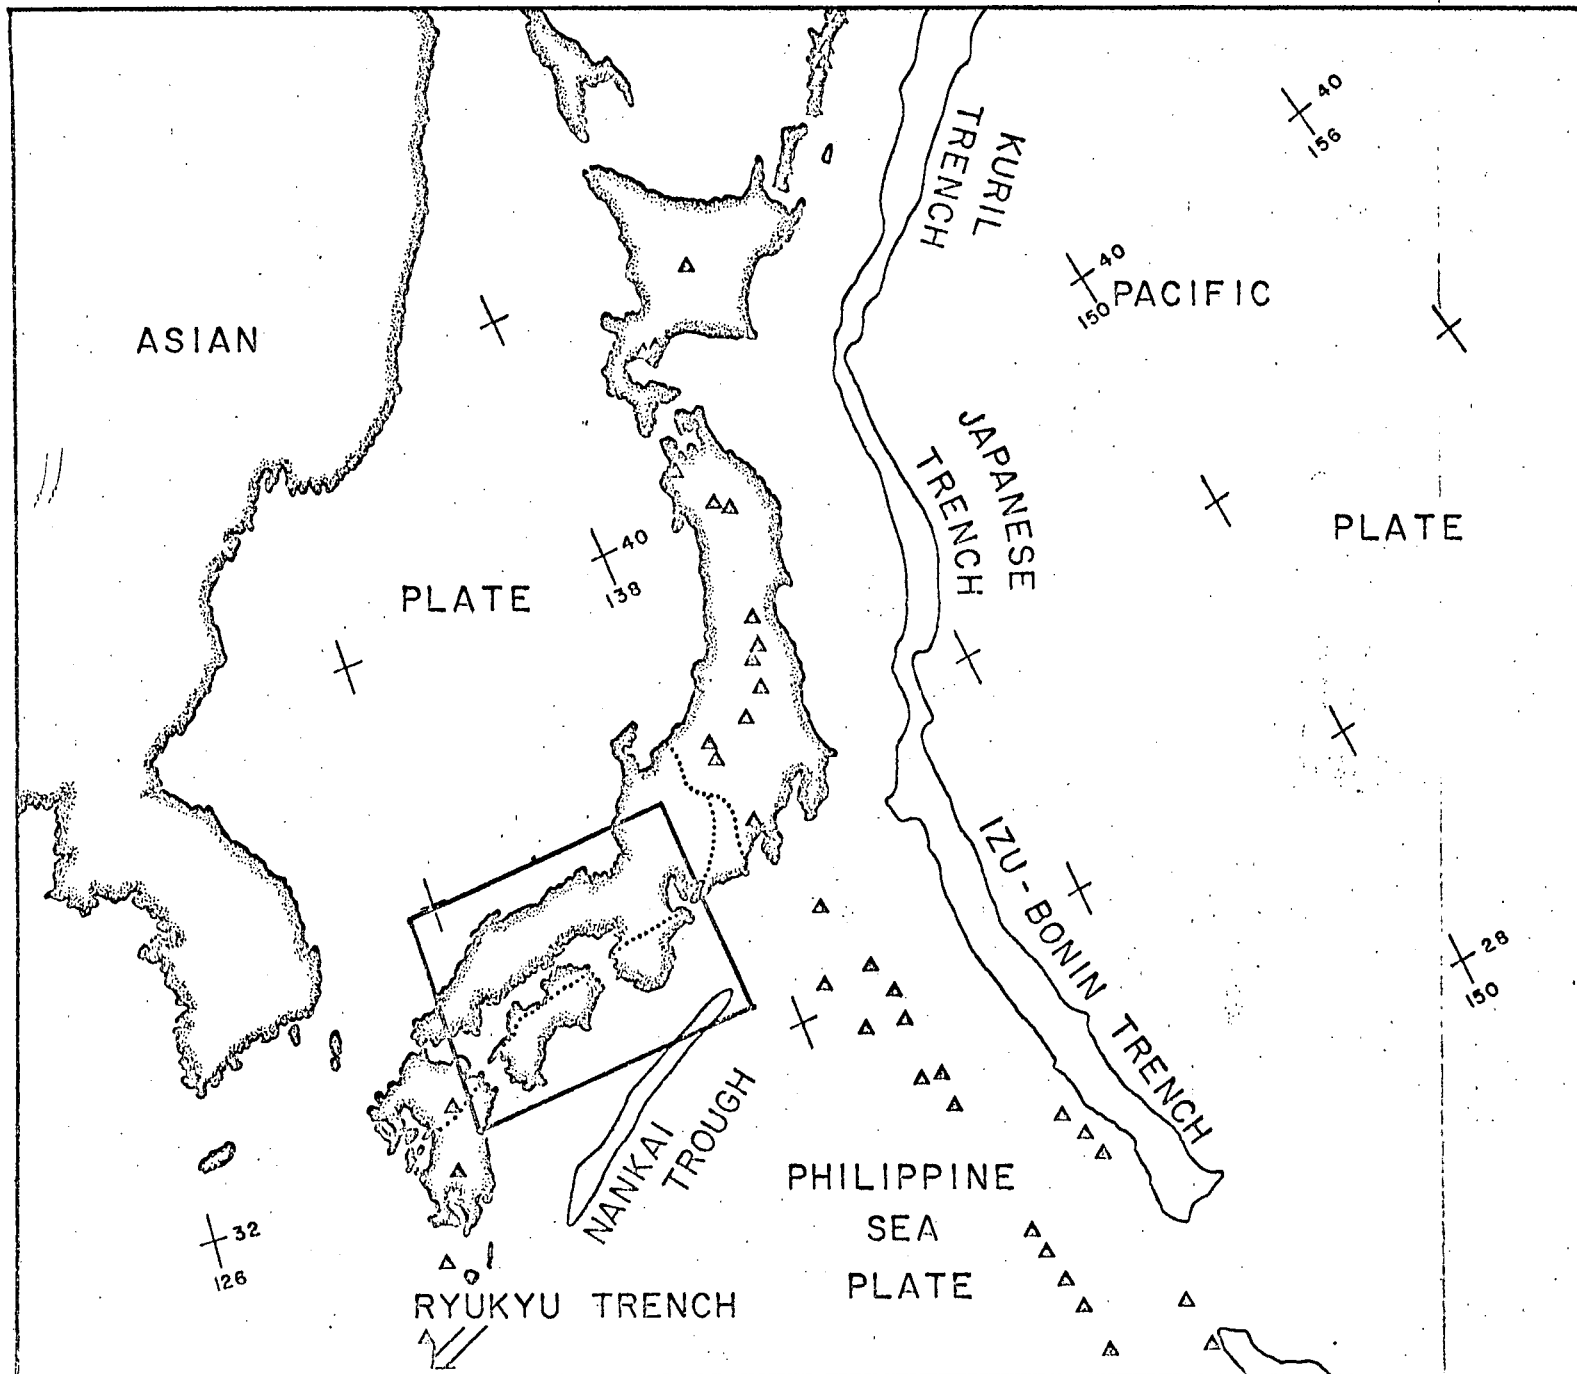 40
156
KURIL
TRENCH
40
150
PACIFIC
ASIAN
JAPANESE
TRENCH
PLATE
40
138
PLATE
IZU-BONIN TRENCH
28
150
NANKAI
TROUGH
PHILIPPINE
SEA
PLATE
32
126
RYUKYU TRENCH